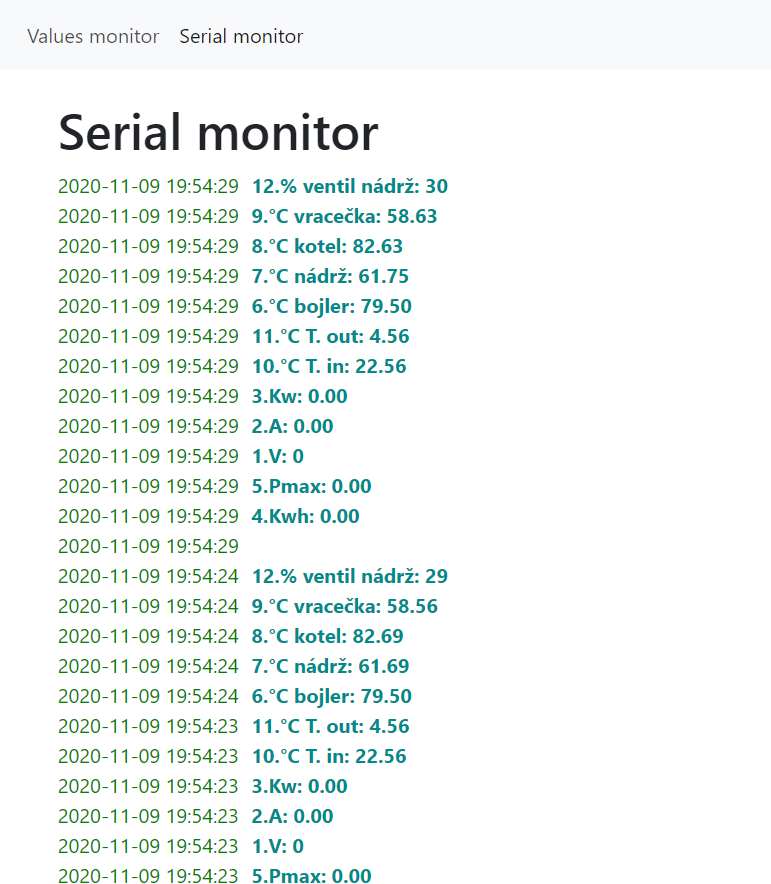 Values monitor Serial monitor
Serial monitor
2020-11-09 19:54:29 12.% ventil nádrž: 30
2020-11-09 19:54:29 9.°C vracečka: 58.63
2020-11-09 19:54:29 8.°C kotel: 82.63
2020-11-09 19:54:29 7.°C nádrž: 61.75
2020-11-09 19:54:29 6.°C bojler: 79.50
2020-11-09 19:54:29 11.°C T. out: 4.56
2020-11-09 19:54:29 10.°C T. in: 22.56
2020-11-09 19:54:29 3.Kw: 0.00
2020-11-09 19:54:29 2.A: 0.00
2020-11-09 19:54:29 1.V: 0
2020-11-09 19:54:29 5.Pmax: 0.00
2020-11-09 19:54:29 4.Kwh: 0.00
2020-11-09 19:54:29
2020-11-09 19:54:24 12.% ventil nádrž: 29
2020-11-09 19:54:24 9.°C vracečka: 58.56
2020-11-09 19:54:24 8.°C kotel: 82.69
2020-11-09 19:54:24 7.°C nádrž: 61.69
2020-11-09 19:54:24 6.°C bojler: 79.50
2020-11-09 19:54:23 11.°C T. out: 4.56
2020-11-09 19:54:23 10.°C T. in: 22.56
2020-11-09 19:54:23 3.Kw: 0.00
2020-11-09 19:54:23 2.A: 0.00
2020-11-09 19:54:23 1.V: 0
2020-11-09 19:54:23 5.Pmax: 0.00